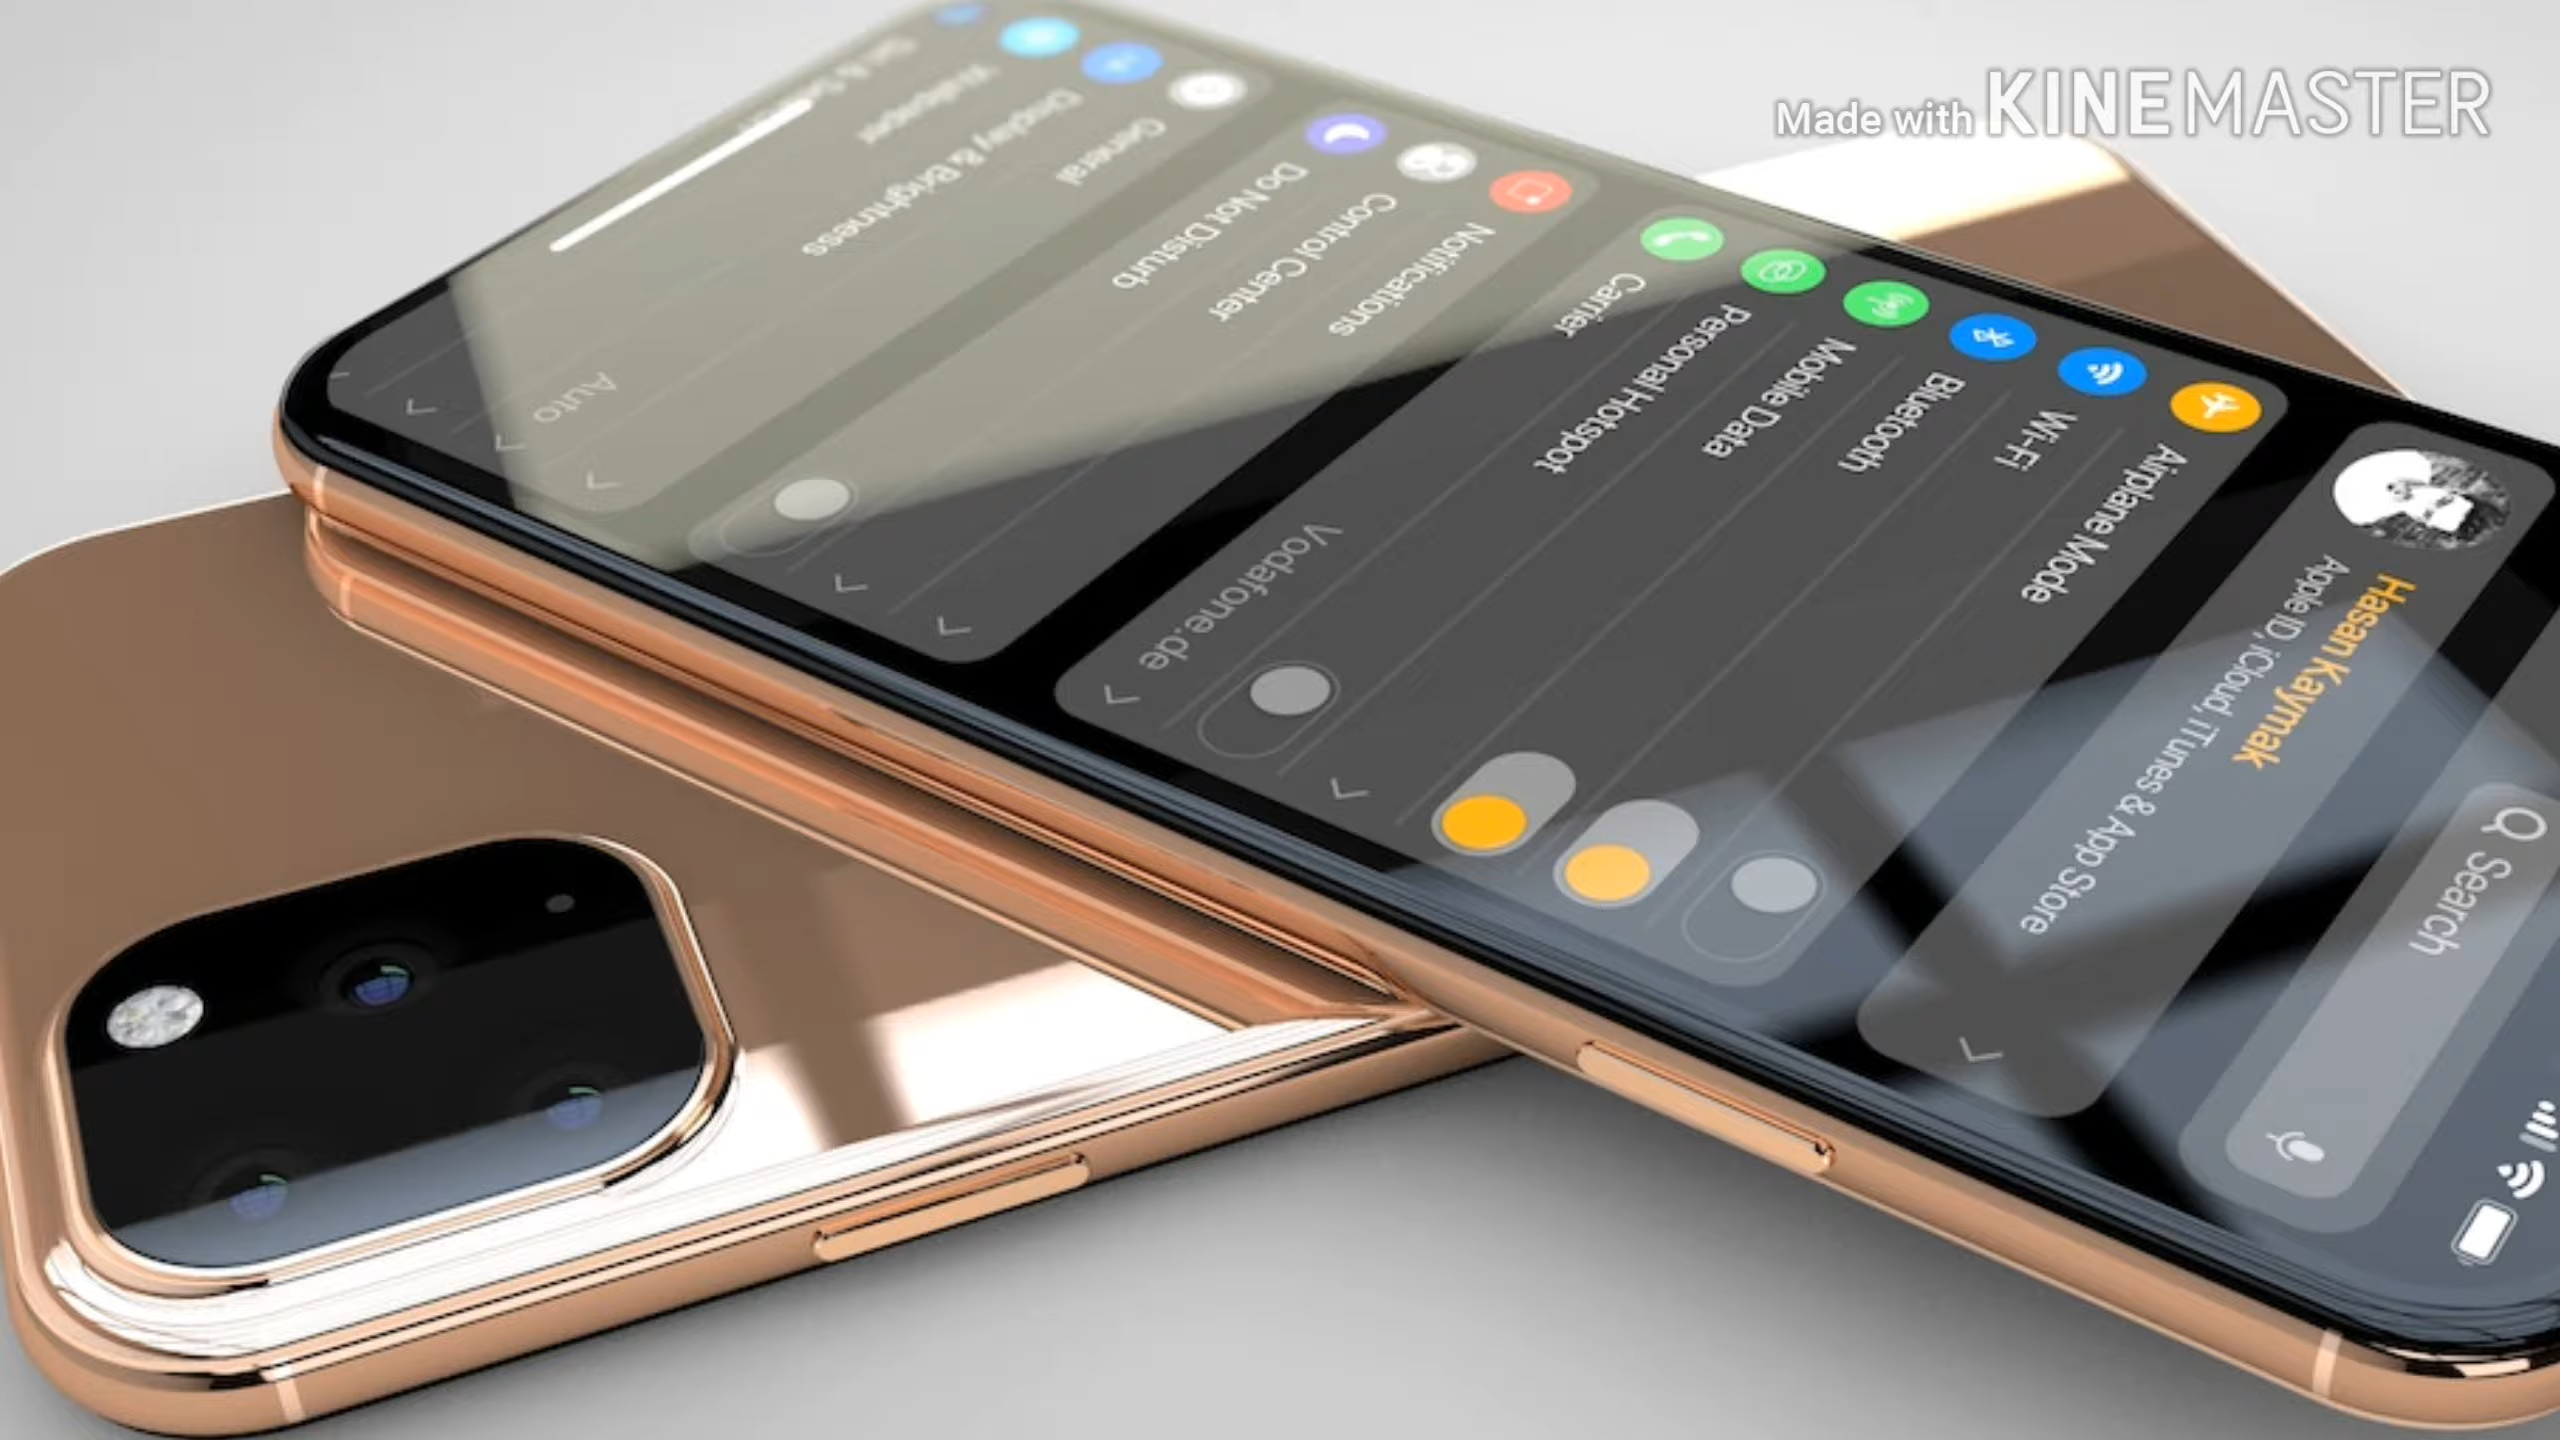 Made with KINEMASTER
Search
Hasan Kaymak
Apple ID, iCloud, iTunes & App Store
Airplane Mode
Wi-Fi
Bluetooth
Mobile Data
Personal Hotspot
Carrier
Vodafone.de
Notifications
Control Center
Do Not Disturb
General
Display & Brightness
Auto
Wallpaper